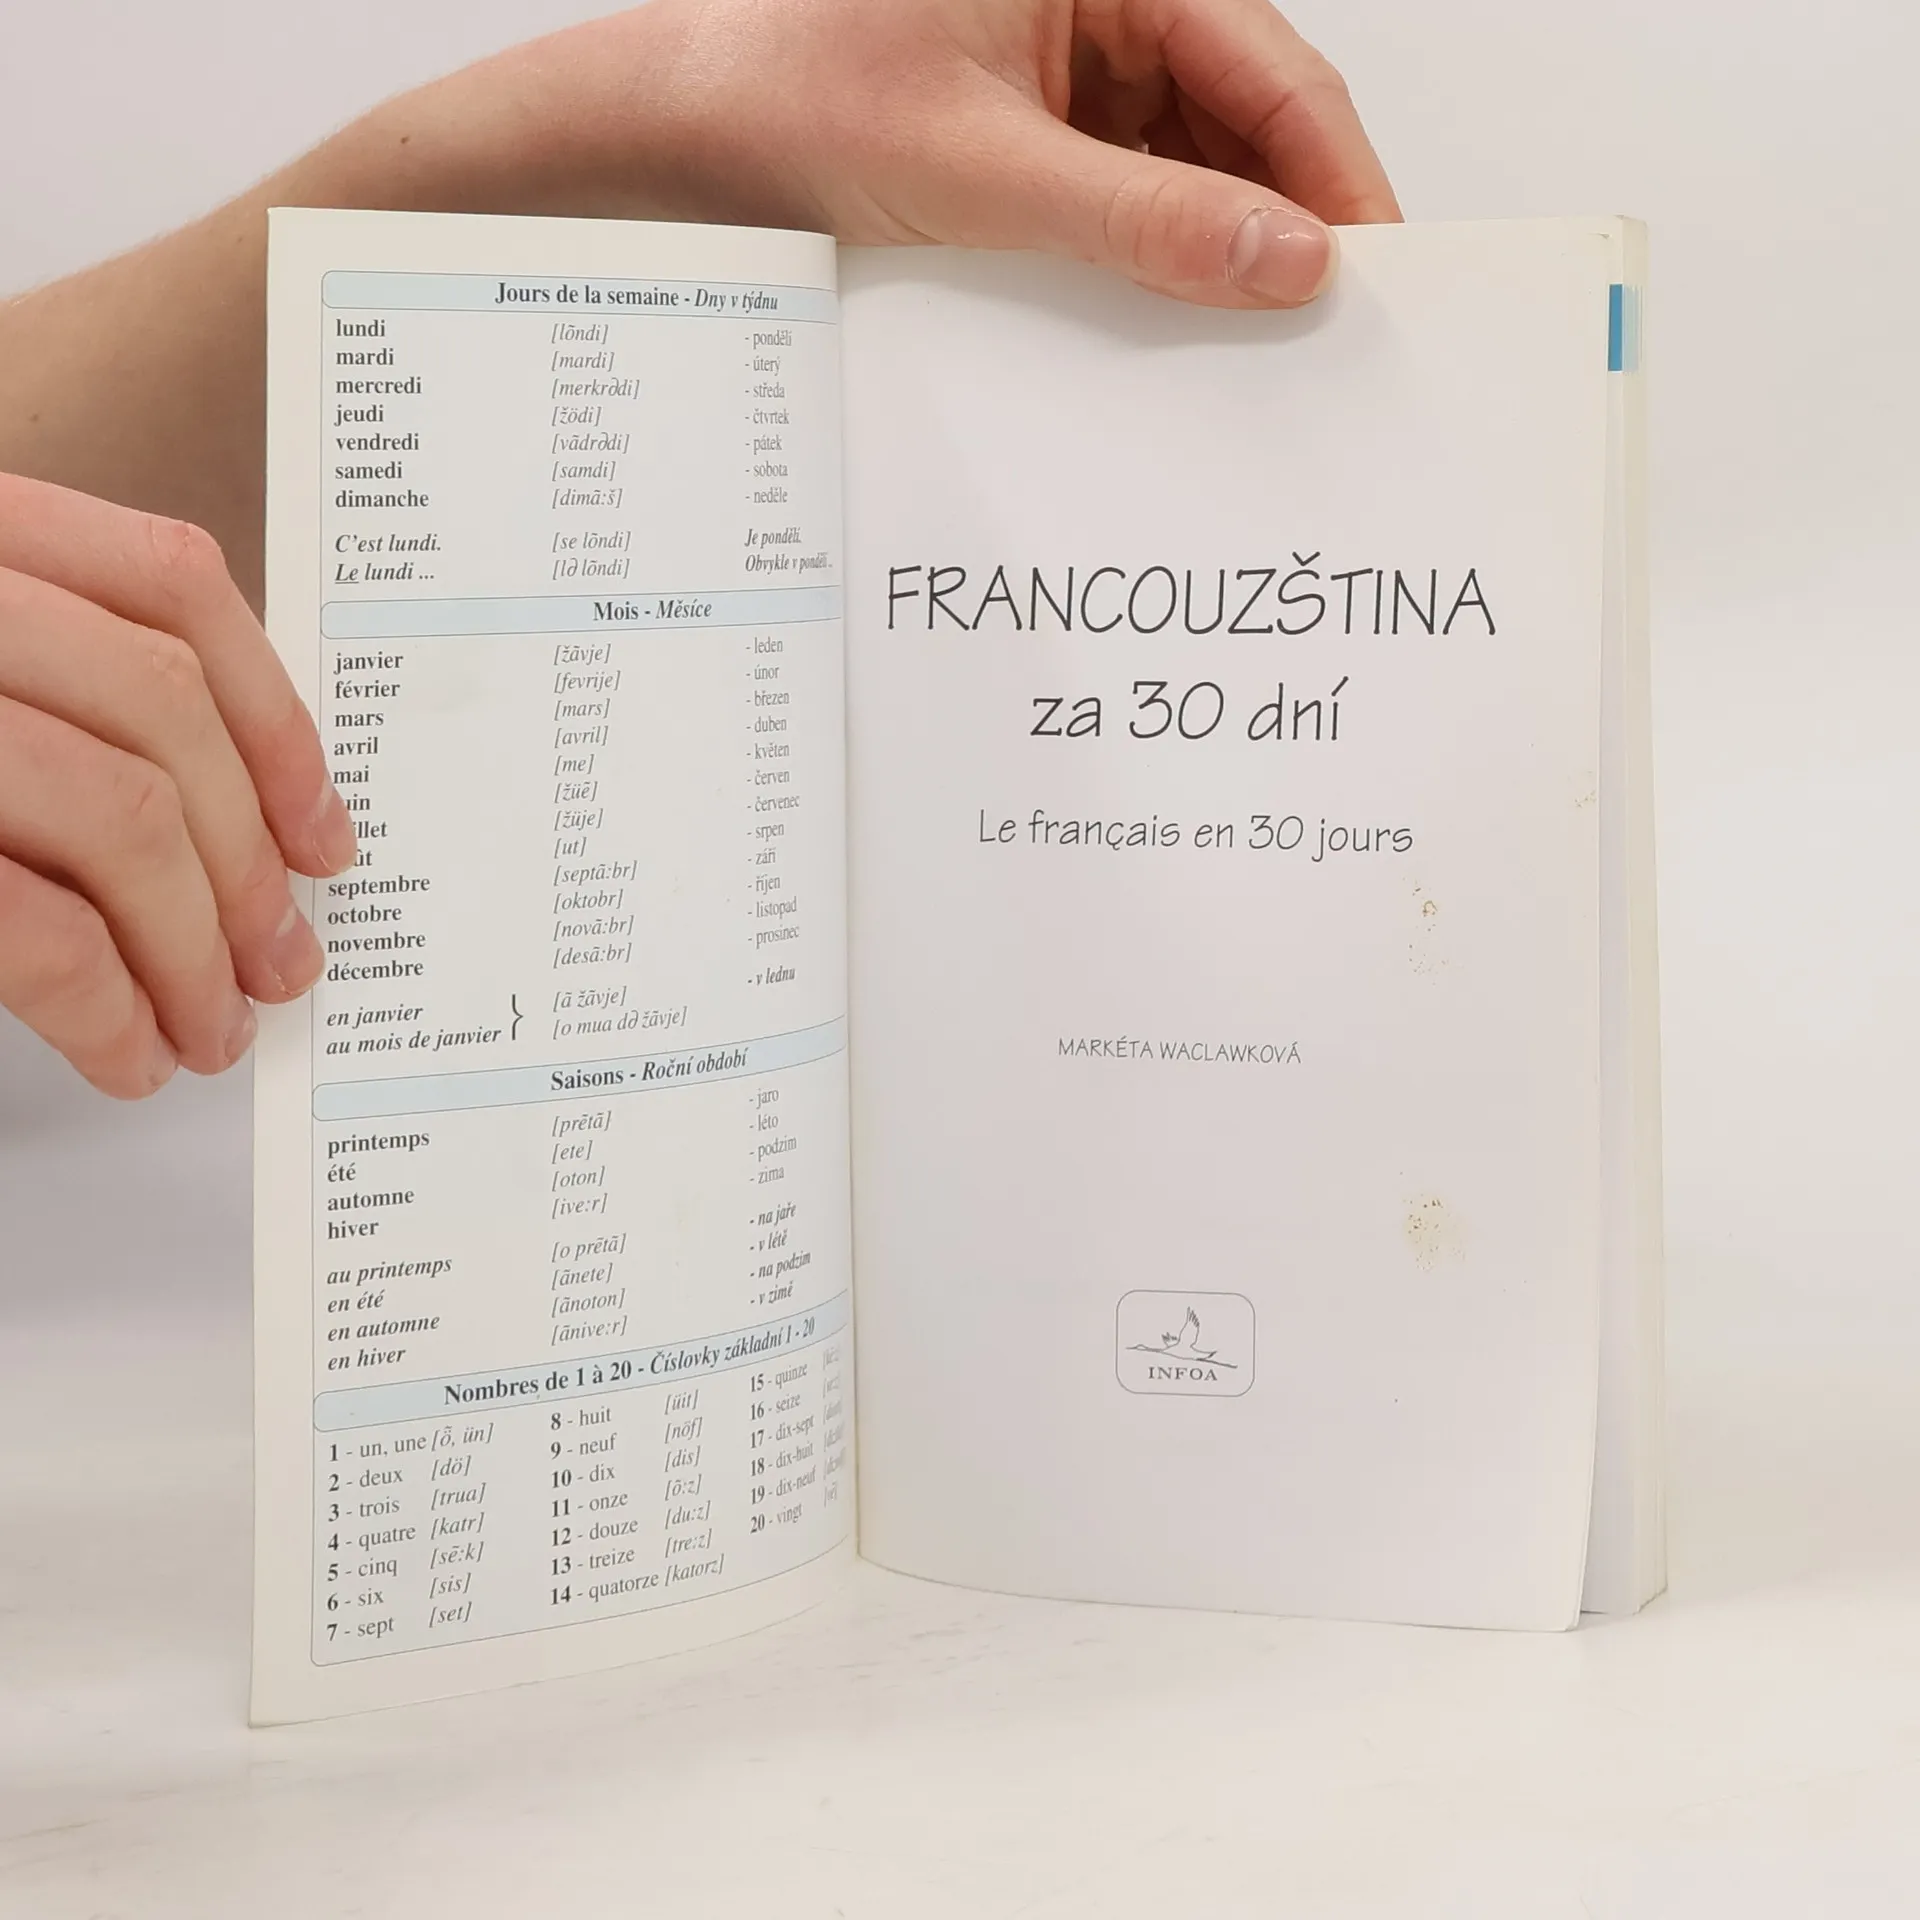 Jours de la semaine - Dny v týdnu
lundi [lõndi] - pondělí
mardi [mardi] - úterý
mercredi [merkrədi] - středa
jeudi [žödi] - čtvrtek
vendredi [vãdrədi] - pátek
samedi [samdi] - sobota
dimanche [dimã:š] - neděle
C'est lundi. [se lõndi] Je pondělí.
Le lundi ... [lə lõndi] Obvykle v pondělí ..
Mois - Měsíce
janvier [žãvje] - leden
février [fevrije] - únor
mars [mars] - březen
avril [avril] - duben
mai [me] - květen
uin [žüẽ] - červen
illet [žüje] - červenec
ût [ut] - srpen
septembre [septã:br] - září
octobre [oktobr] - říjen
novembre [novã:br] - listopad
décembre [desã:br] - prosinec
en janvier [ã žãvje] - v lednu
au mois de janvier } [o mua də žãvje]
Saisons - Roční období
printemps [prẽtã] - jaro
été [ete] - léto
automne [oton] - podzim
hiver [ive:r] - zima
au printemps [o prẽtã] - na jaře
en été [ãnete] - v létě
en automne [ãnoton] - na podzim
en hiver [ãnive:r] - v zimě
Nombres de 1 à 20 - Číslovky základní 1 - 20
1 - un, une [ṏ, ün] 8 - huit [üit] 15 - quinze
2 - deux [dö] 9 - neuf [nöf] 16 - seize
3 - trois [trua] 10 - dix [dis] 17 - dix-sept
4 - quatre [katr] 11 - onze [õ:z] 18 - dix-huit
5 - cinq [sẽ:k] 12 - douze [du:z] 19 - dix-neuf
6 - six [sis] 13 - treize [tre:z] 20 - vingt
7 - sept [set] 14 - quatorze [katorz]
FRANCOUZŠTINA
za 30 dní
Le français en 30 jours
MARKÉTA WACLAWKOVÁ
INFOA